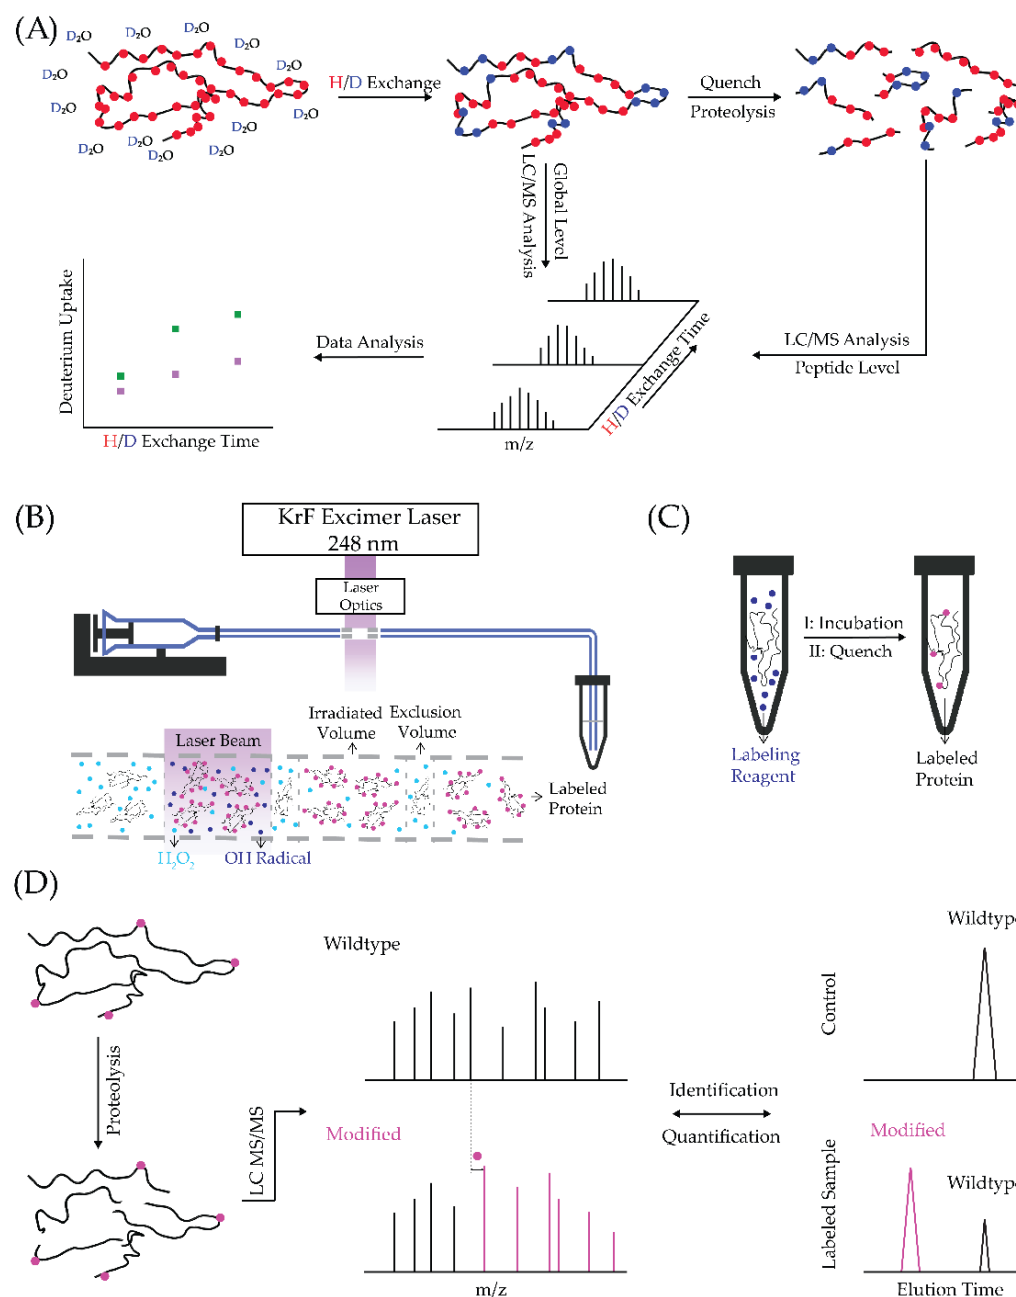 (A)
D₂O
D₂O
D₂O
D₂O
D₂O
D₂O
D₂O
D₂O
D₂O
D₂O
D₂O
D₂O
D₂O
H/D Exchange
Quench
Proteolysis
Global Level
LC/MS Analysis
Deuterium Uptake
H/D Exchange Time
Data Analysis
m/z
H/D Exchange Time
LC/MS Analysis
Peptide Level
(B)
KrF Excimer Laser
248 nm
Laser
Optics
Irradiated
Volume
Exclusion
Volume
Laser Beam
H₂O₂
OH Radical
Labeled
Protein
(C)
I: Incubation
II: Quench
Labeling
Reagent
Labeled
Protein
(D)
Proteolysis
LC MS/MS
Wildtype
Modified
m/z
Identification
Quantification
Wildtype
Control
Modified
Wildtype
Labeled Sample
Elution Time